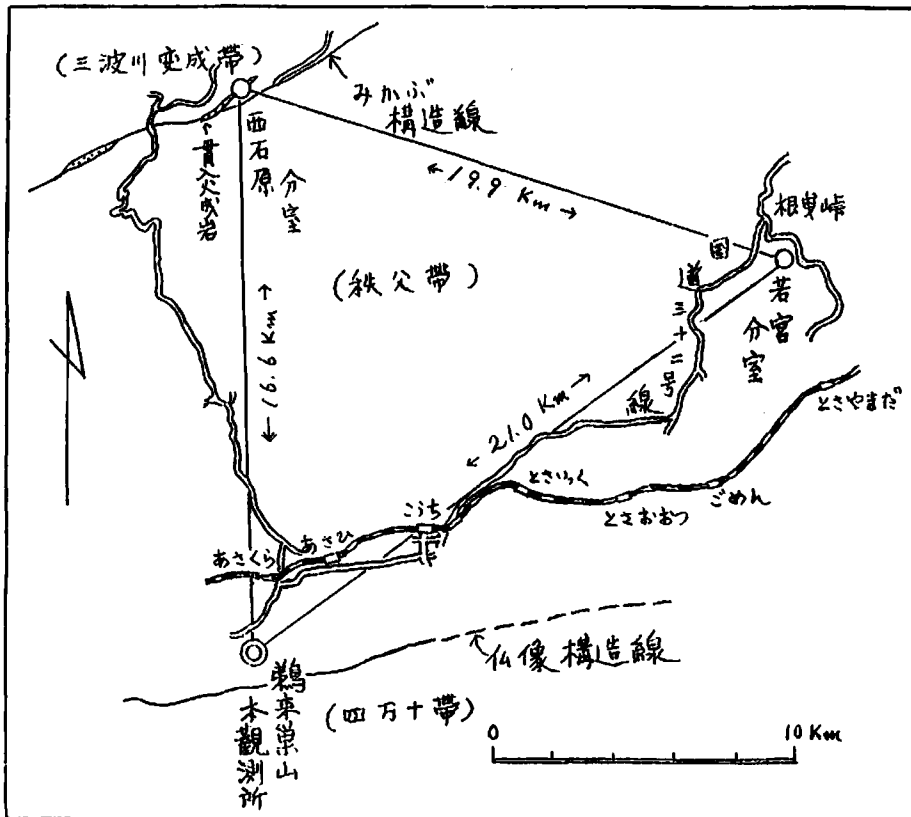 (三波川変成帯)
みかぶ
構造線
西石原
分室
↑貫入火成岩
←19.9 Km→
根曳峠
若宮
分室
(秩父帯)
国道三十二号線
←16.6 Km→
←21.0 Km→
とさやまだ
ごめん
とさおおつ
とさいっく
こうち
あさひ
あさくら
仏像構造線
(四万十帯)
鵜来巣山
本観測所
0
10 Km